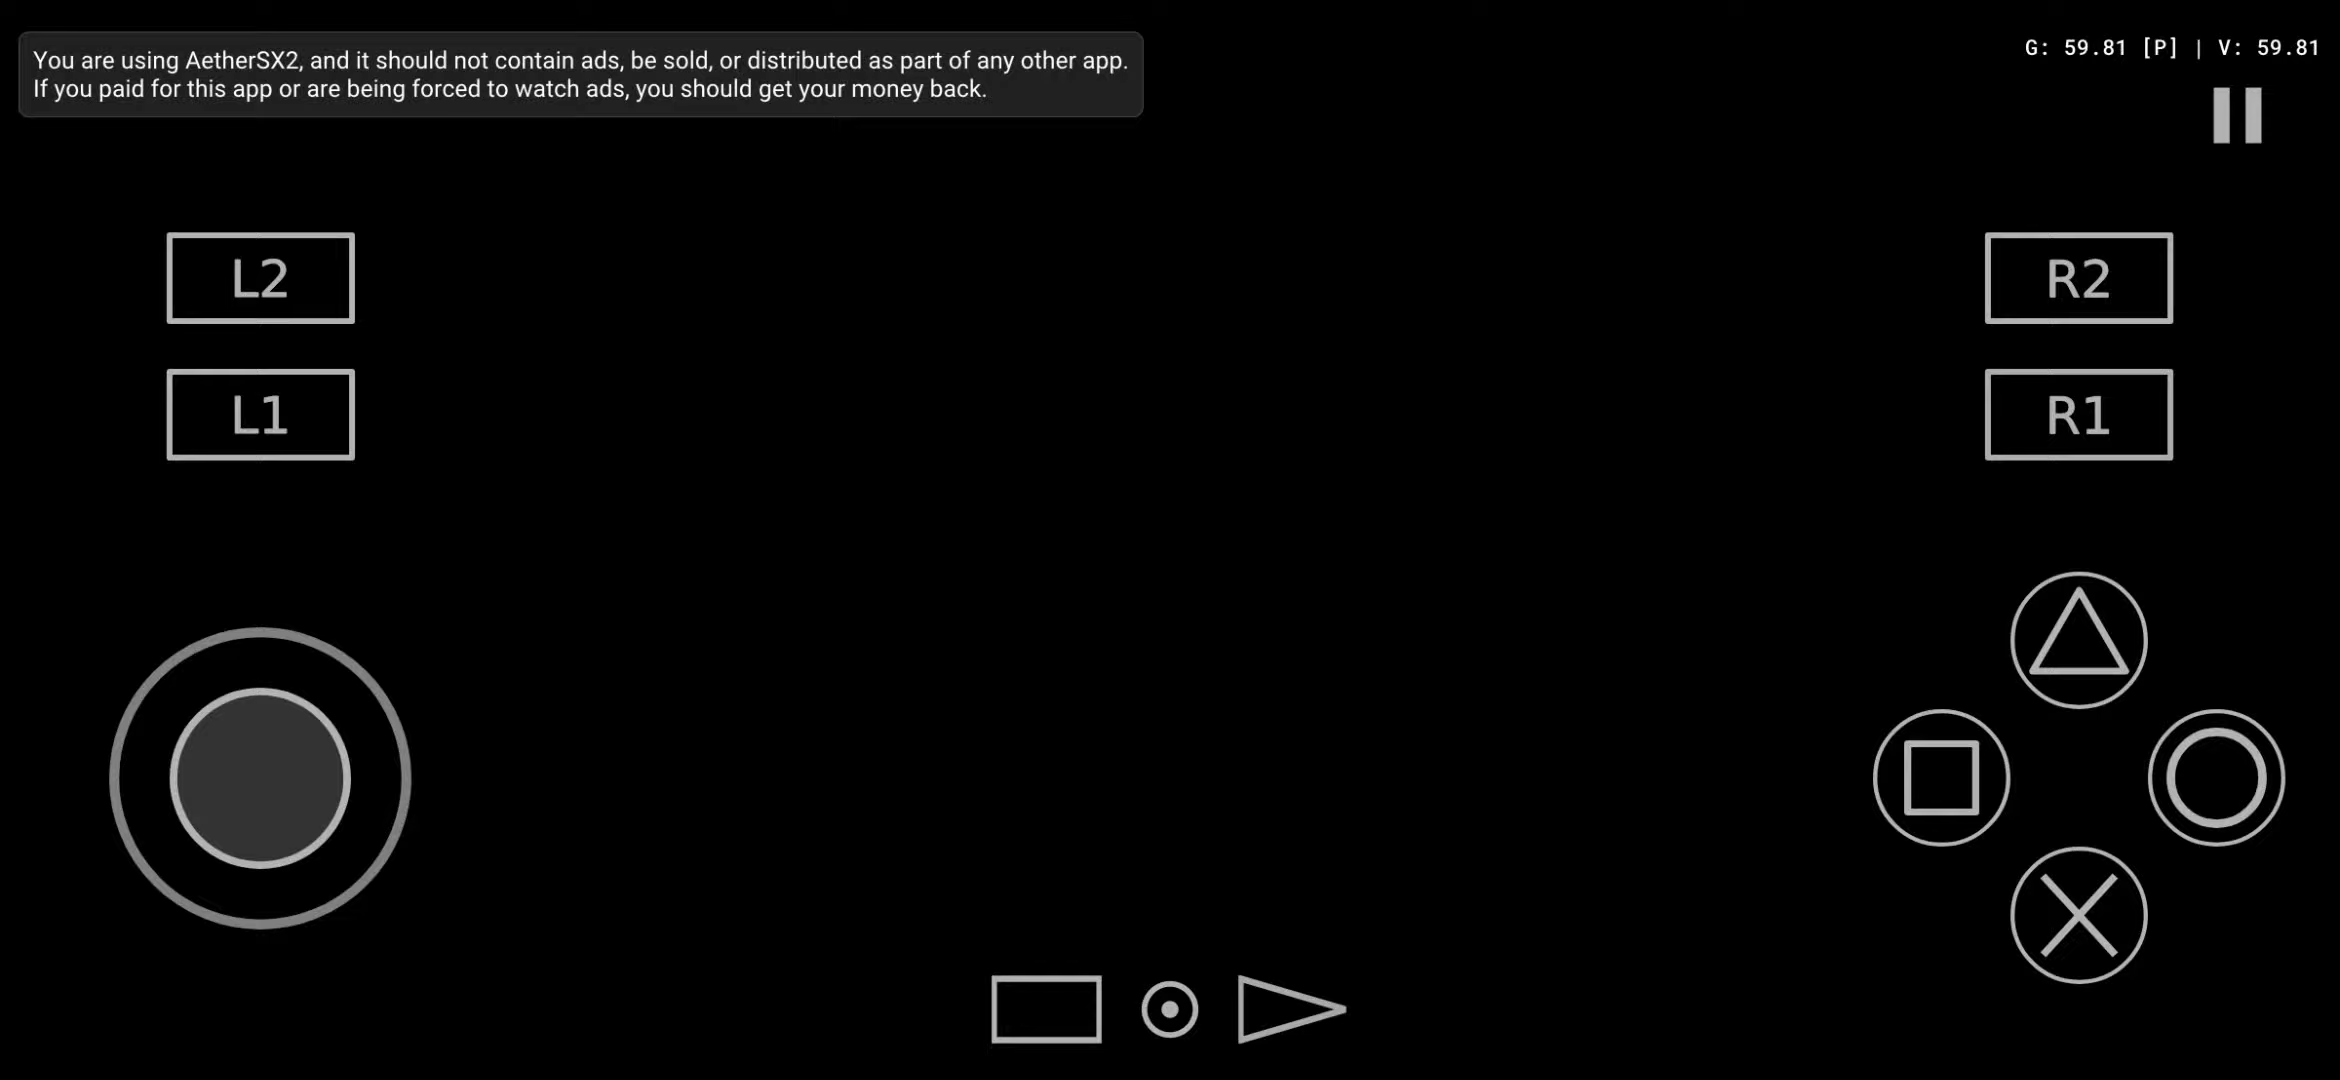 You are using AetherSX2, and it should not contain ads, be sold, or distributed as part of any other app.
If you paid for this app or are being forced to watch ads, you should get your money back.
G: 59.81 [P] | V: 59.81
L2
R2
L1
R1